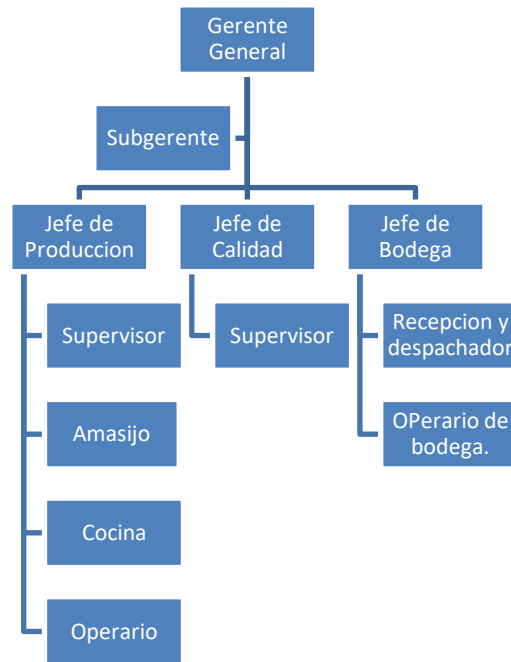 Gerente
General
Subgerente
Jefe de
Produccion
Jefe de
Calidad
Jefe de
Bodega
Supervisor
Supervisor
Recepcion y
despachador
Amasijo
OPerario de
bodega.
Cocina
Operario